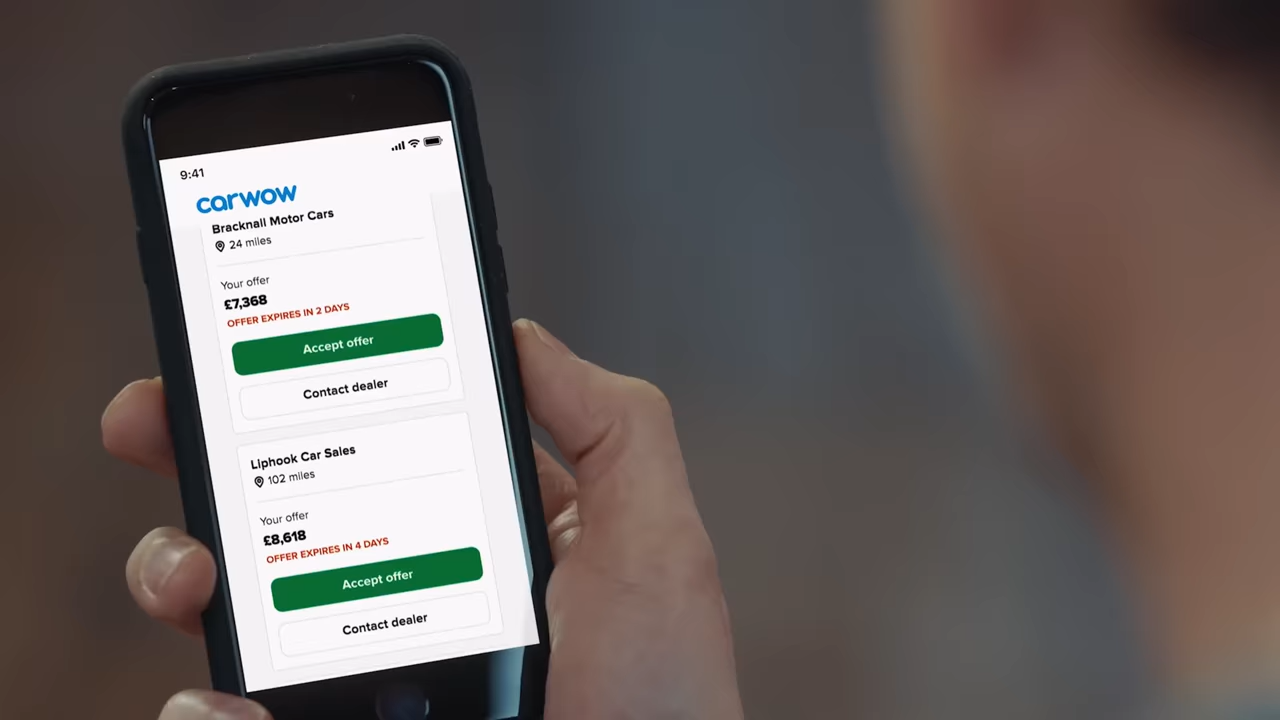 9:41
carwow
Bracknall Motor Cars
24 miles
Your offer
£7,368
OFFER EXPIRES IN 2 DAYS
Accept offer
Contact dealer
Liphook Car Sales
102 miles
Your offer
£8,618
OFFER EXPIRES IN 4 DAYS
Accept offer
Contact dealer